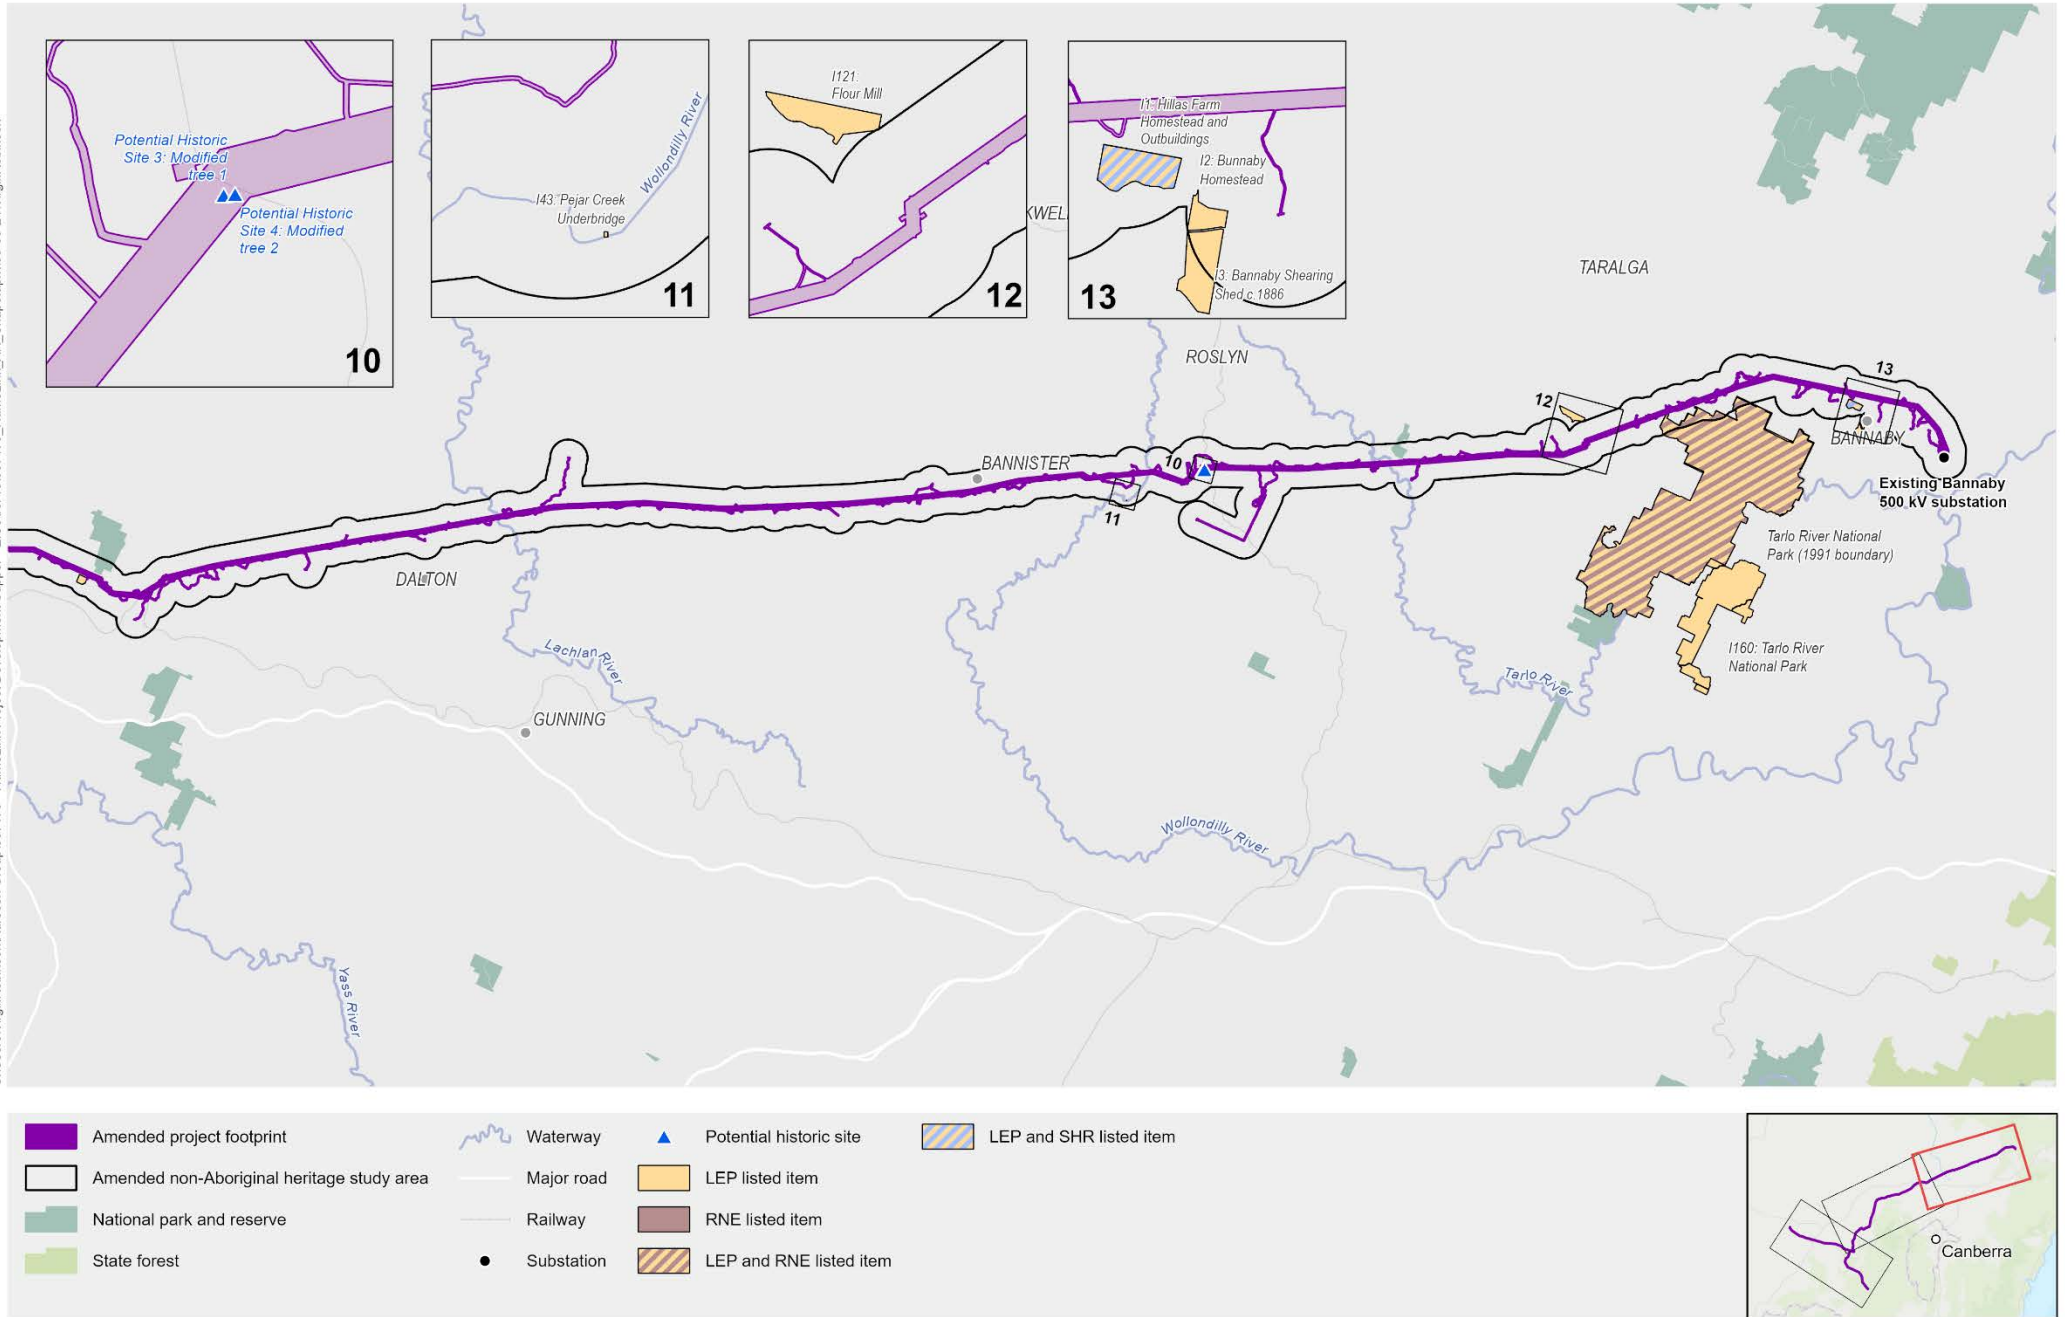 Potential Historic
Site 3: Modified
tree 1
Potential Historic
Site 4: Modified
tree 2
10
Wollondilly River
I43: Pejar Creek
Underbridge
11
I121:
Flour Mill
12
I1: Hillas Farm
Homestead and
Outbuildings
I2: Bunnaby
Homestead
I3: Bannaby Shearing
Shed c.1886
13
TARALGA
ROSLYN
13
12
BANNABY
BANNISTER
10
11
Existing Bannaby
500 kV substation
Tarlo River National
Park (1991 boundary)
DALTON
Lachlan River
I160: Tarlo River
National Park
Tarlo River
GUNNING
Wollondilly River
Yass River
Amended project footprint
Amended non-Aboriginal heritage study area
National park and reserve
State forest
Waterway
Major road
Railway
Substation
Potential historic site
LEP listed item
RNE listed item
LEP and RNE listed item
LEP and SHR listed item
Canberra